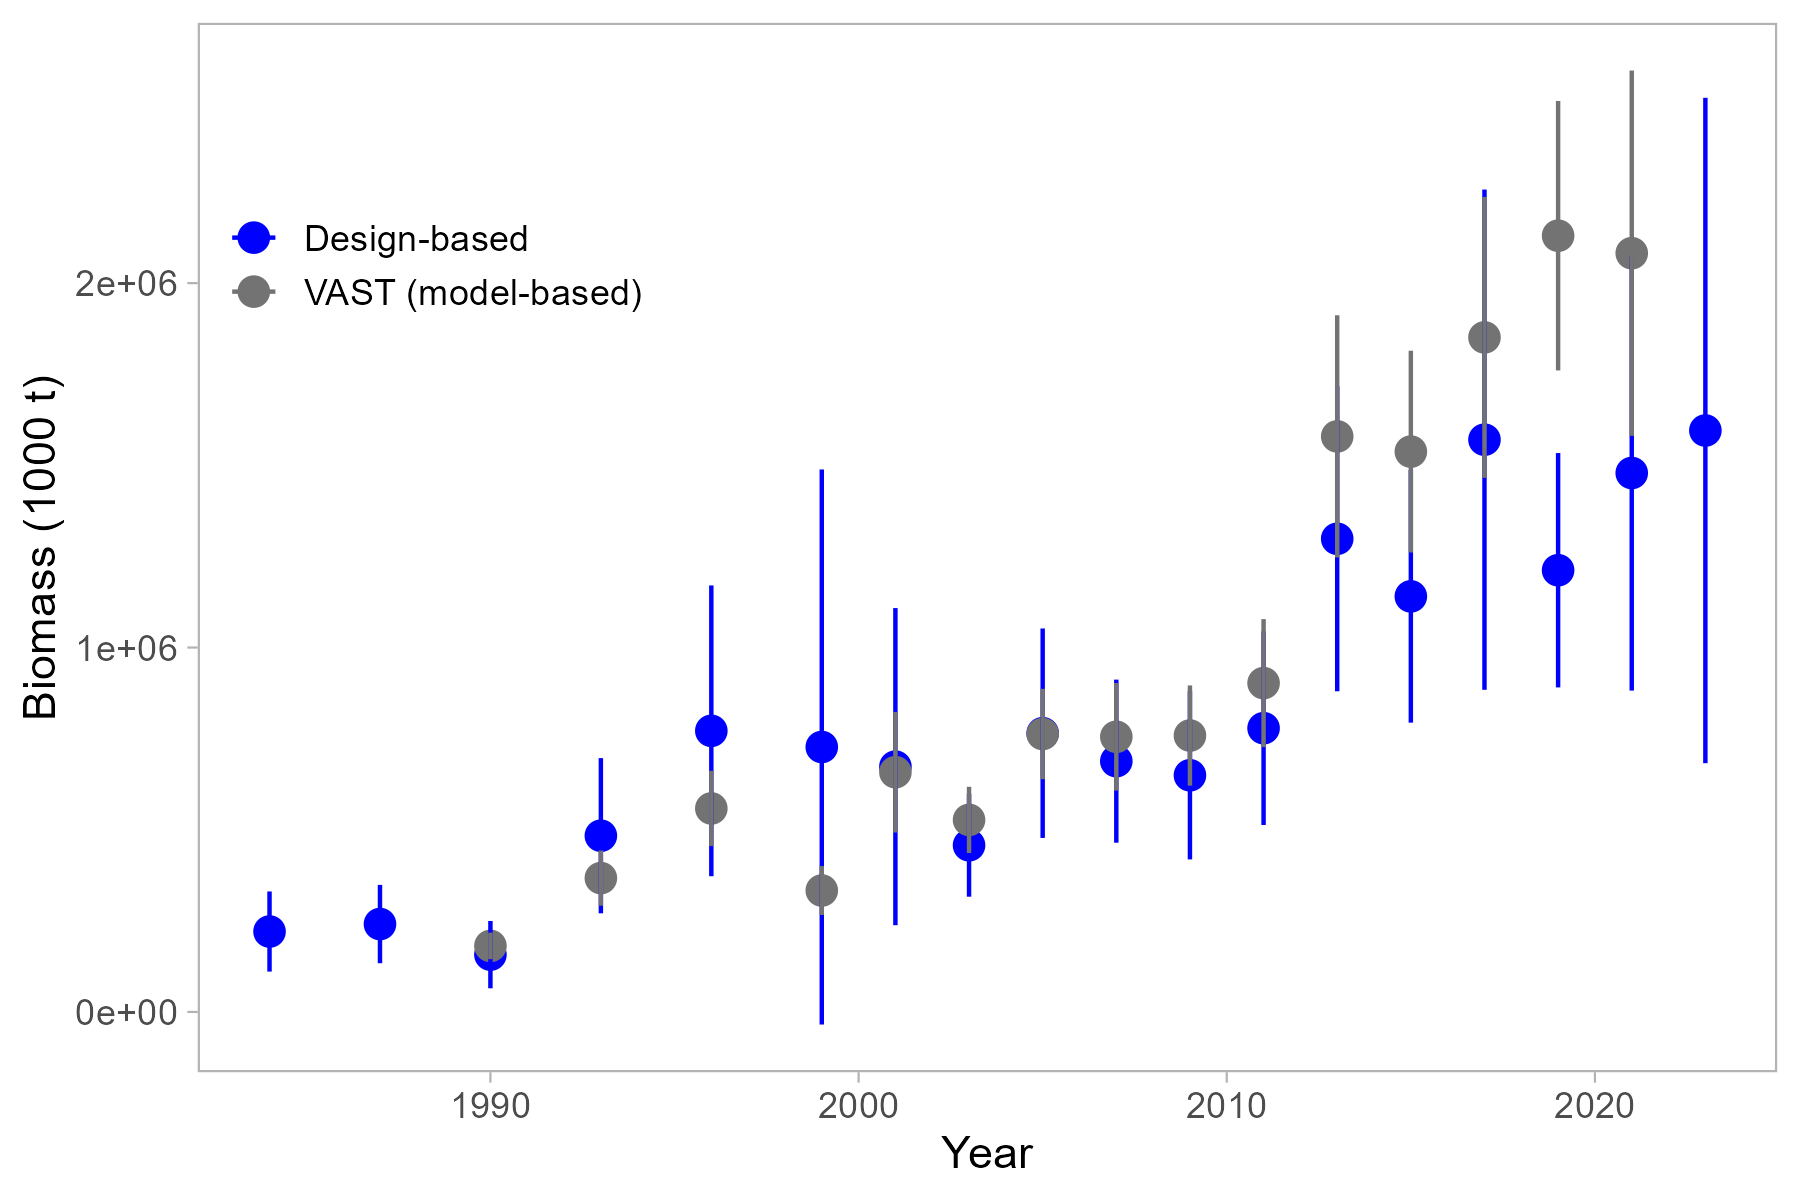 Design-based
VAST (model-based)
Biomass (1000 t)
2e+06
1e+06
0e+00
1990
2000
2010
2020
Year